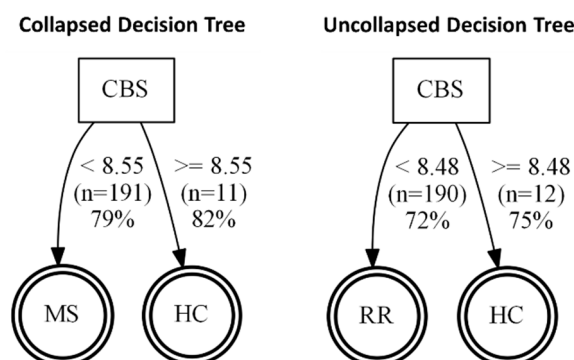 Collapsed Decision Tree
CBS
< 8.55
(n=191)
79%
>= 8.55
(n=11)
82%
MS
HC
Uncollapsed Decision Tree
CBS
< 8.48
(n=190)
72%
>= 8.48
(n=12)
75%
RR
HC